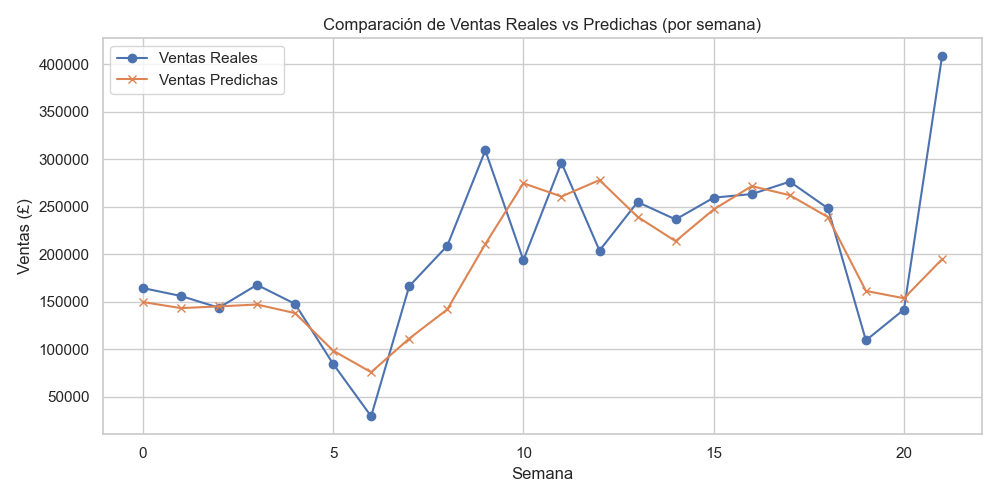 Comparación de Ventas Reales vs Predichas (por semana)
Ventas Reales
Ventas Predichas
400000
350000
300000
250000
200000
150000
100000
50000
Ventas (£)
0
5
10
15
20
Semana